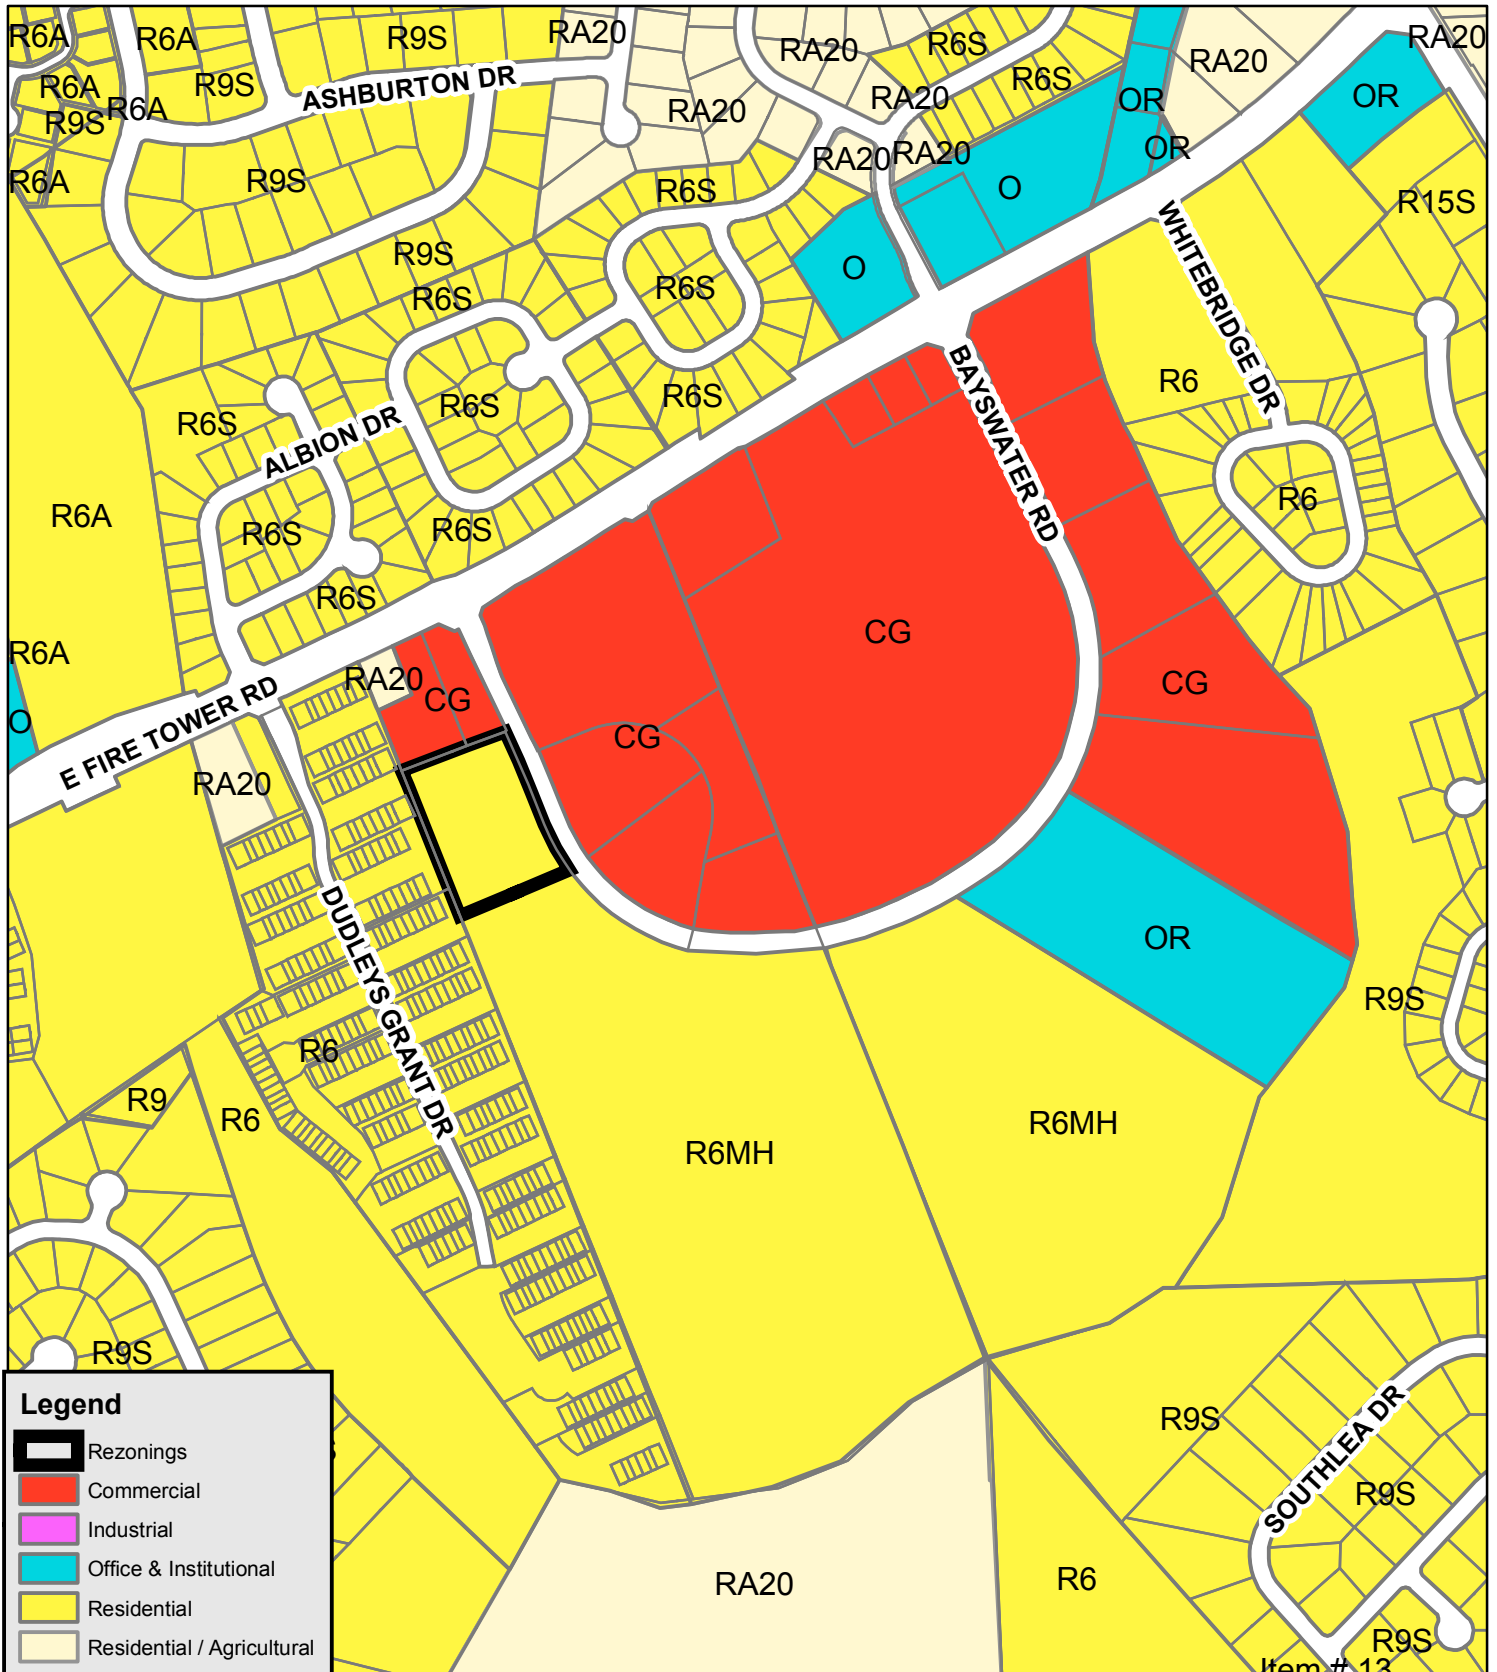 R6A
R6A
R9S
RA20
RA20
R6S
RA20
RA20
R6A
R9S
ASHBURTON DR
R6S
OR
OR
R9S
R6A
RA20
RA20
OR
R6A
R9S
R6S
RA20
RA20
O
R15S
WHITEBRIDGE DR
R9S
R6S
R6S
O
R6S
R6S
R6S
BAYSWATER RD
R6
ALBION DR
R6A
R6S
R6S
R6
R6S
R6A
CG
RA20
CG
CG
CG
O
E FIRE TOWER RD
RA20
DUDLEYS GRANT DR
OR
R9S
R6
R9
R6
R6MH
R6MH
R9S
R9S
SOUTHLEA DR
R9S
RA20
R6
R9S
Item # 13
Legend
Rezonings
Commercial
Industrial
Office & Institutional
Residential
Residential / Agricultural